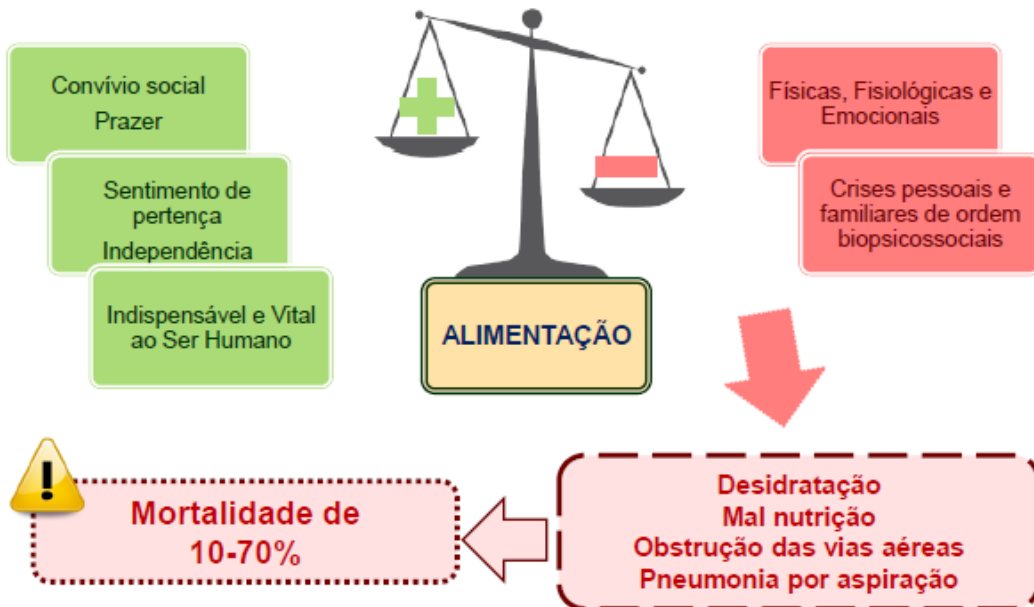 Convívio social
Prazer
Sentimento de
pertença
Independência
Indispensável e Vital
ao Ser Humano
ALIMENTAÇÃO
Físicas, Fisiológicas e
Emocionais
Crises pessoais e
familiares de ordem
biopsicossociais
Desidratação
Mal nutrição
Obstrução das vias aéreas
Pneumonia por aspiração
Mortalidade de
10-70%